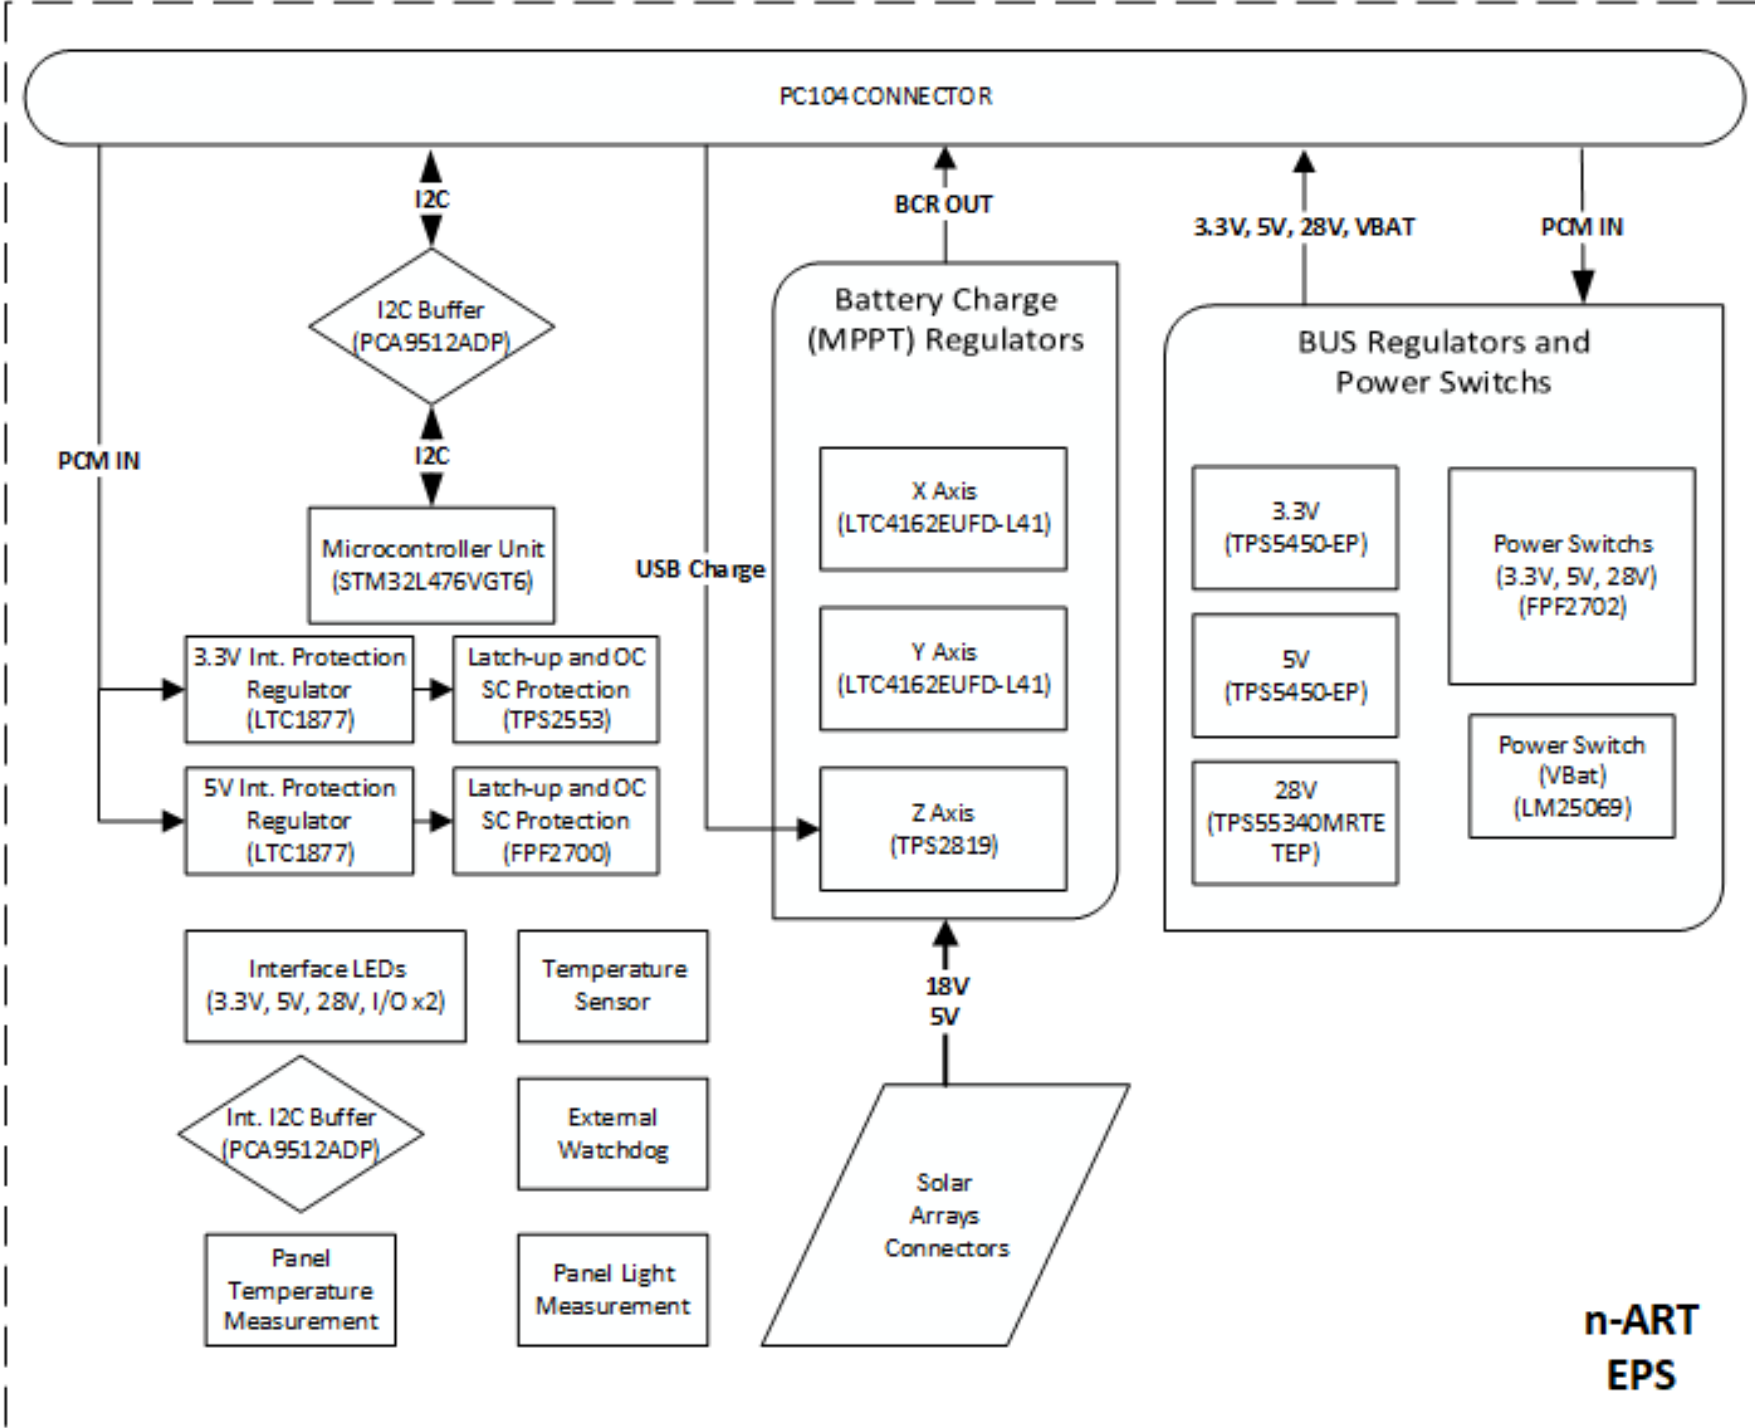 PC104 CONNECTOR
I2C
BCR OUT
3.3V, 5V, 28V, VBAT
PCM IN
I2C Buffer
(PCA9512ADP)
I2C
PCM IN
Microcontroller Unit
(STM32L476VGT6)
USB Charge
3.3V Int. Protection
Regulator
(LTC1877)
Latch-up and OC
SC Protection
(TPS2553)
5V Int. Protection
Regulator
(LTC1877)
Latch-up and OC
SC Protection
(FPF2700)
Battery Charge
(MPPT) Regulators
X Axis
(LTC4162EUFD-L41)
Y Axis
(LTC4162EUFD-L41)
Z Axis
(TPS2819)
BUS Regulators and
Power Switchs
3.3V
(TPS5450-EP)
5V
(TPS5450-EP)
28V
(TPS55340MRTE
TEP)
Power Switchs
(3.3V, 5V, 28V)
(FPF2702)
Power Switch
(VBat)
(LM25069)
Interface LEDs
(3.3V, 5V, 28V, I/O x2)
Temperature
Sensor
18V
5V
Int. I2C Buffer
(PCA9512ADP)
External
Watchdog
Solar
Arrays
Connectors
Panel
Temperature
Measurement
Panel Light
Measurement
n-ART
EPS